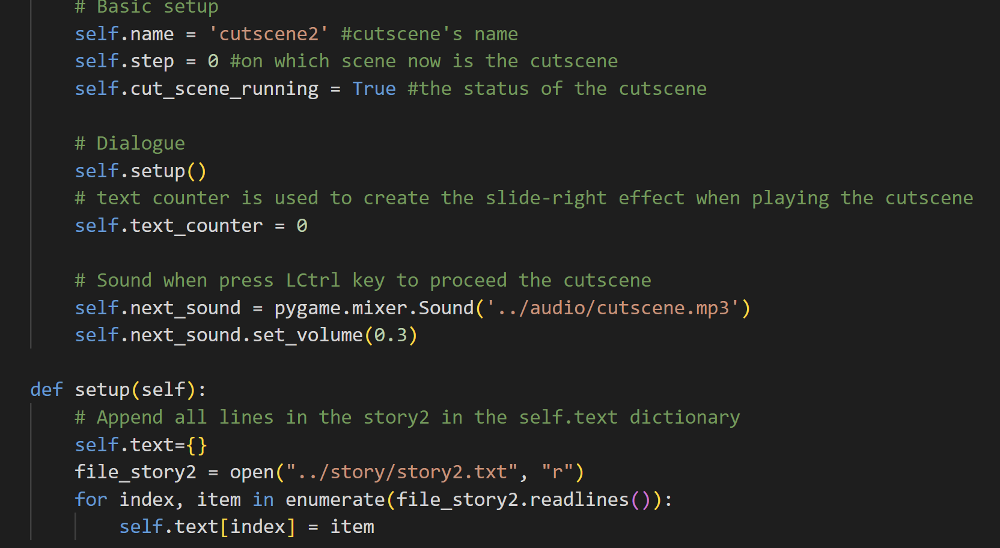 # Basic setup
self.name = 'cutscene2' #cutscene's name
self.step = 0 #on which scene now is the cutscene
self.cut_scene_running = True #the status of the cutscene
# Dialogue
self.setup()
# text counter is used to create the slide-right effect when playing the cutscene
self.text_counter = 0
# Sound when press LCtrl key to proceed the cutscene
self.next_sound = pygame.mixer.Sound('../audio/cutscene.mp3')
self.next_sound.set_volume(0.3)
def setup(self):
# Append all lines in the story2 in the self.text dictionary
self.text={}
file_story2 = open("../story/story2.txt", "r")
for index, item in enumerate(file_story2.readlines()):
self.text[index] = item